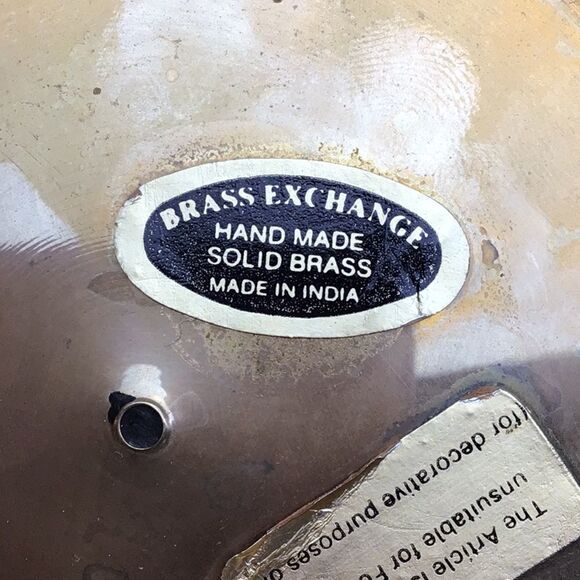 BRASS EXCHANGE
HAND MADE
SOLID BRASS
MADE IN INDIA
The Article
unsuitable for
for decorative purposes